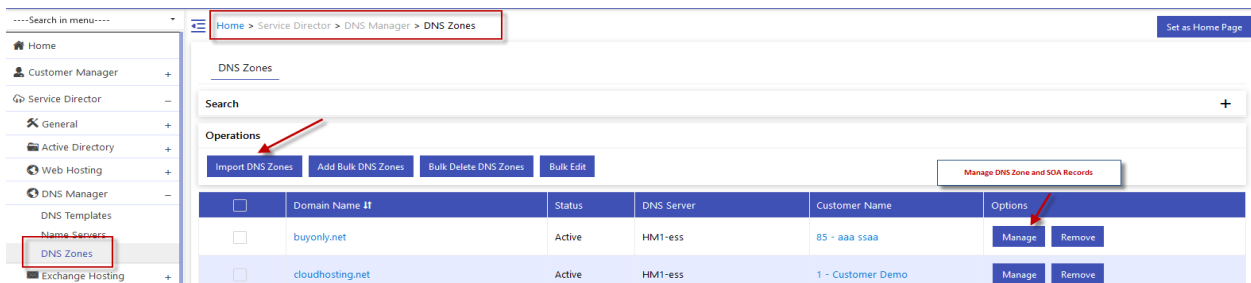 ----Search in menu----
Home > Service Director > DNS Manager > DNS Zones
Set as Home Page
Home
Customer Manager +
Service Director –
General +
Active Directory +
Web Hosting +
DNS Manager –
DNS Templates
Name Servers
DNS Zones
Exchange Hosting +
DNS Zones
Search +
Operations
Import DNS Zones Add Bulk DNS Zones Bulk Delete DNS Zones Bulk Edit
Manage DNS Zone and SOA Records
Domain Name Status DNS Server Customer Name Options
buyonly.net Active HM1-ess 85 - aaa ssaa Manage Remove
cloudhosting.net Active HM1-ess 1 - Customer Demo Manage Remove